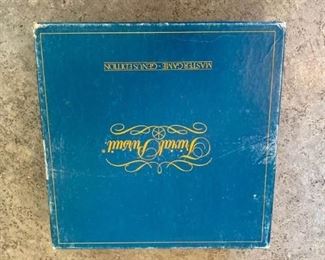 Trivial Pursuit®
MASTER GAME - GENUS EDITION